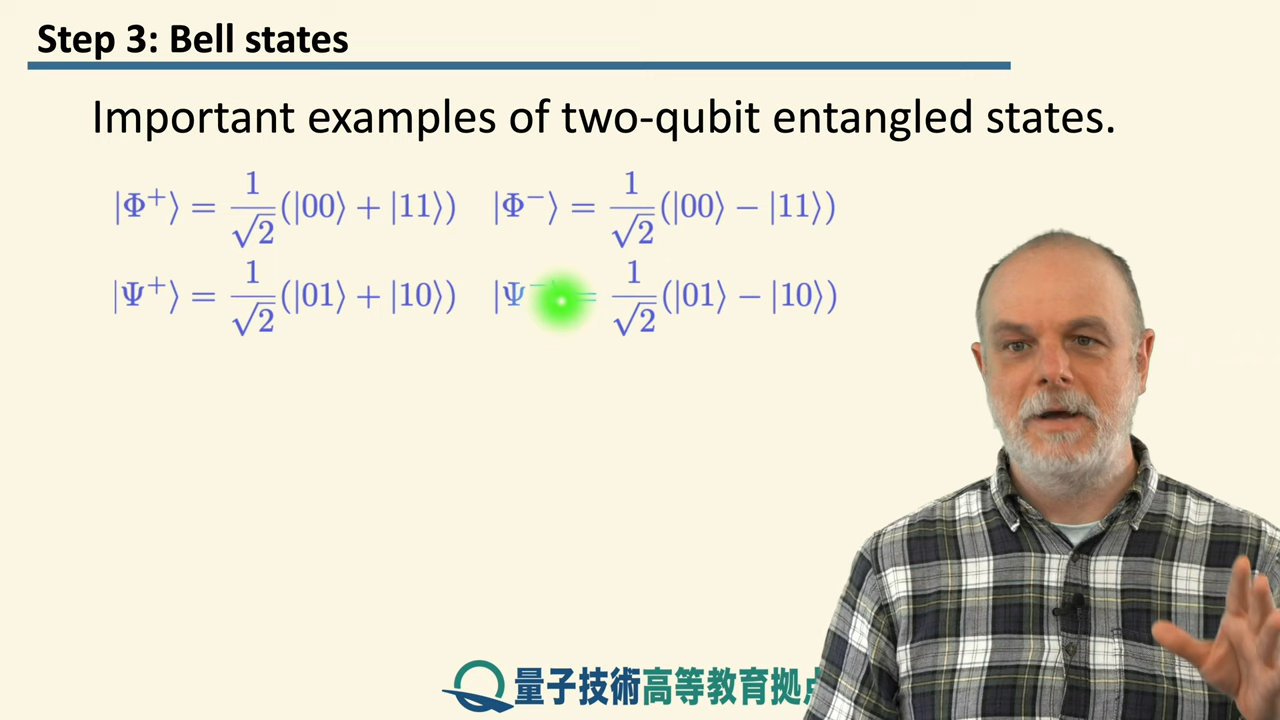 Step 3: Bell states
Important examples of two-qubit entangled states.
|Φ⁺⟩ = 1/√2 (|00⟩ + |11⟩) |Φ⁻⟩ = 1/√2 (|00⟩ − |11⟩)
|Ψ⁺⟩ = 1/√2 (|01⟩ + |10⟩) |Ψ⁻⟩ = 1/√2 (|01⟩ − |10⟩)
量子技術高等教育拠点